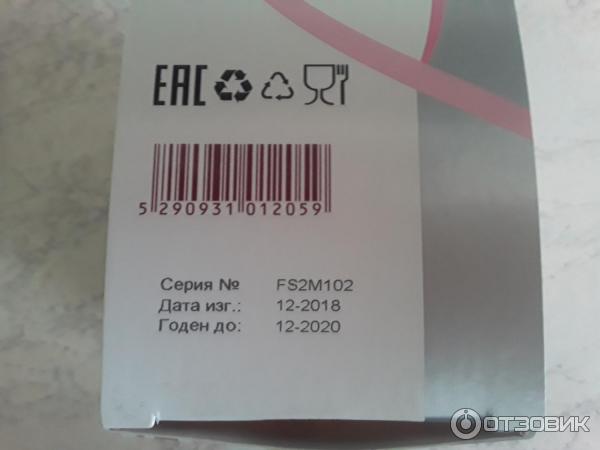 EAC
5 290931 012059
Серия № FS2M102
Дата изг.: 12-2018
Годен до: 12-2020
ОТЗОВИК